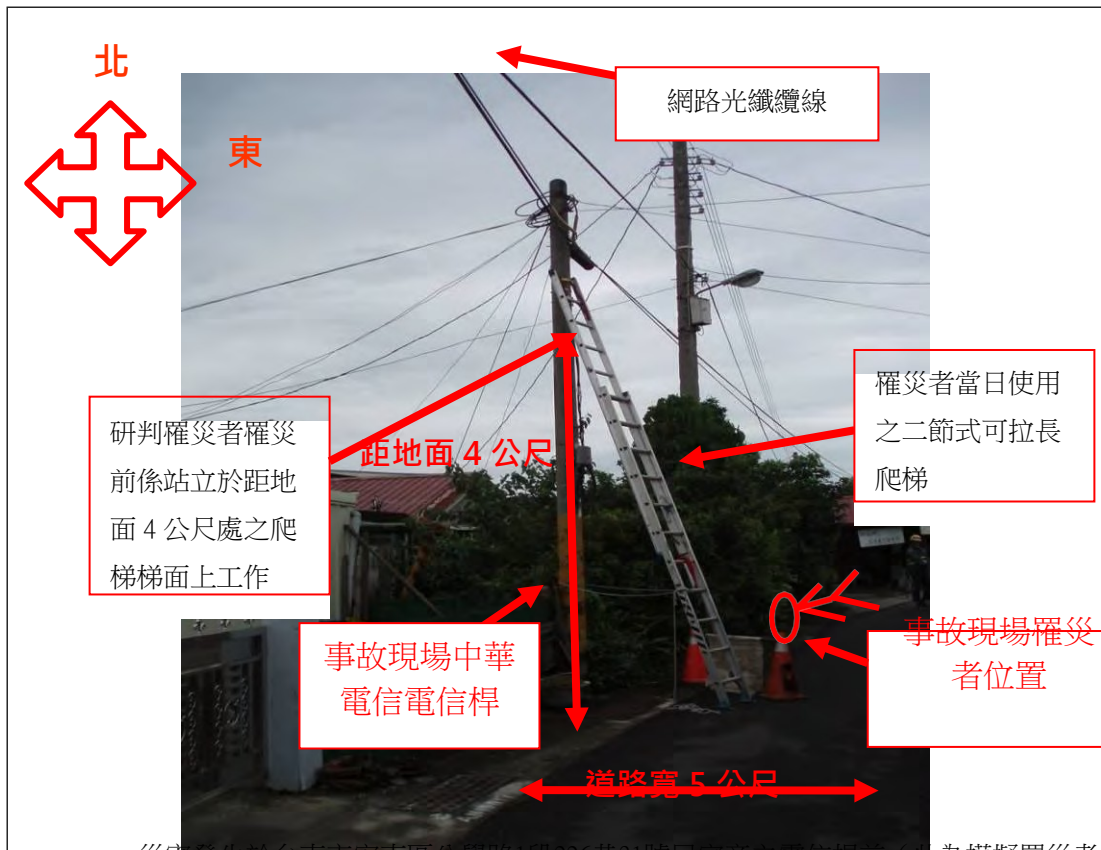 北
東
網路光纖纜線
罹災者當日使用
之二節式可拉長
爬梯
研判罹災者罹災
前係站立於距地
面 4 公尺處之爬
梯梯面上工作
距地面 4 公尺
事故現場中華
電信電信桿
事故現場罹災
者位置
道路寬 5 公尺